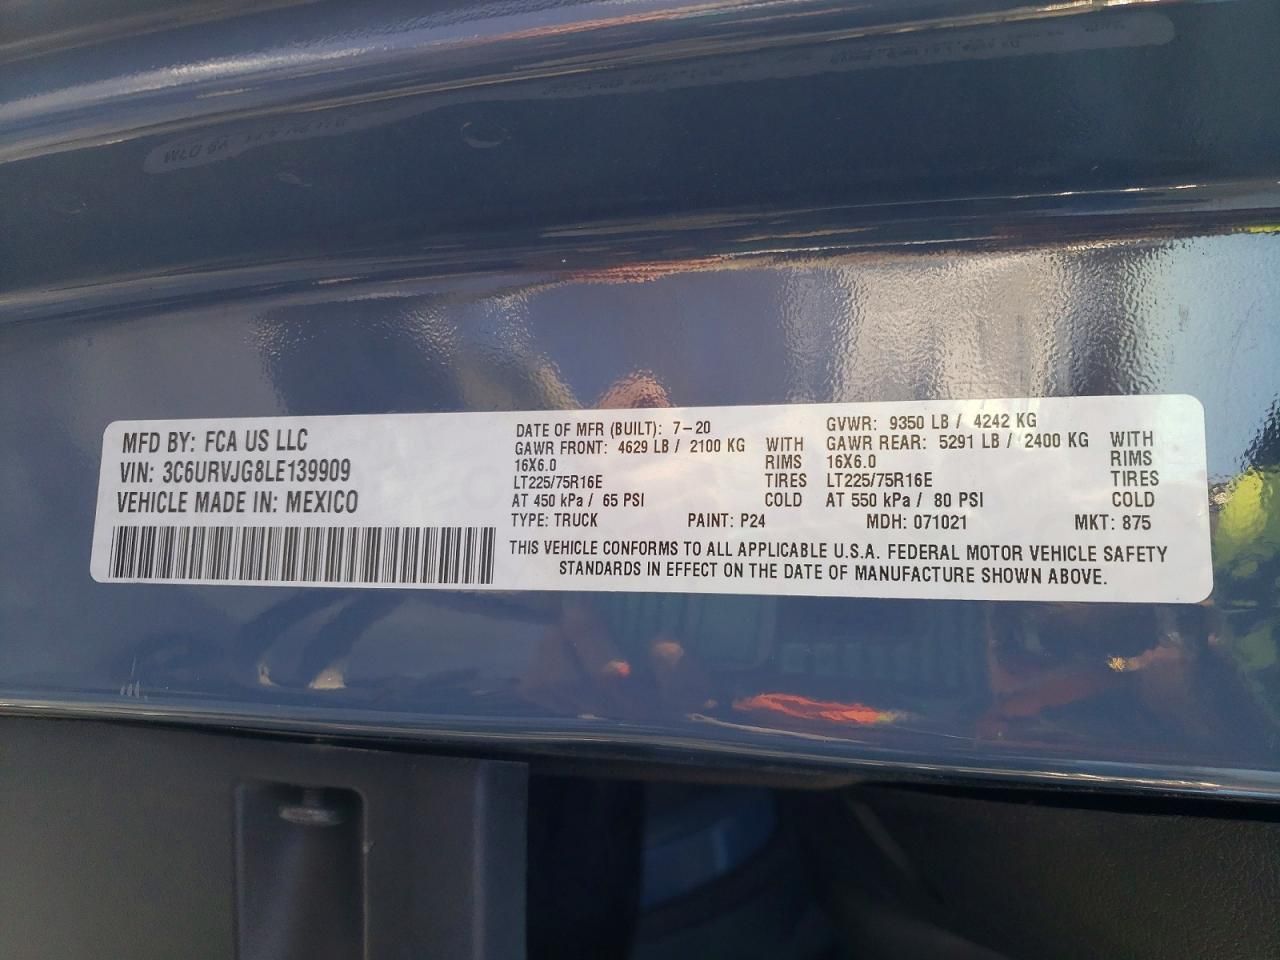 MFD BY: FCA US LLC
VIN: 3C6URVJG8LE139909
VEHICLE MADE IN: MEXICO
DATE OF MFR (BUILT): 7-20
GAWR FRONT: 4629 LB / 2100 KG WITH
16X6.0 RIMS
LT225/75R16E TIRES
AT 450 kPa / 65 PSI COLD
GVWR: 9350 LB / 4242 KG
GAWR REAR: 5291 LB / 2400 KG WITH
16X6.0 RIMS
LT225/75R16E TIRES
AT 550 kPa / 80 PSI COLD
TYPE: TRUCK PAINT: P24 MDH: 071021 MKT: 875
THIS VEHICLE CONFORMS TO ALL APPLICABLE U.S.A. FEDERAL MOTOR VEHICLE SAFETY
STANDARDS IN EFFECT ON THE DATE OF MANUFACTURE SHOWN ABOVE.